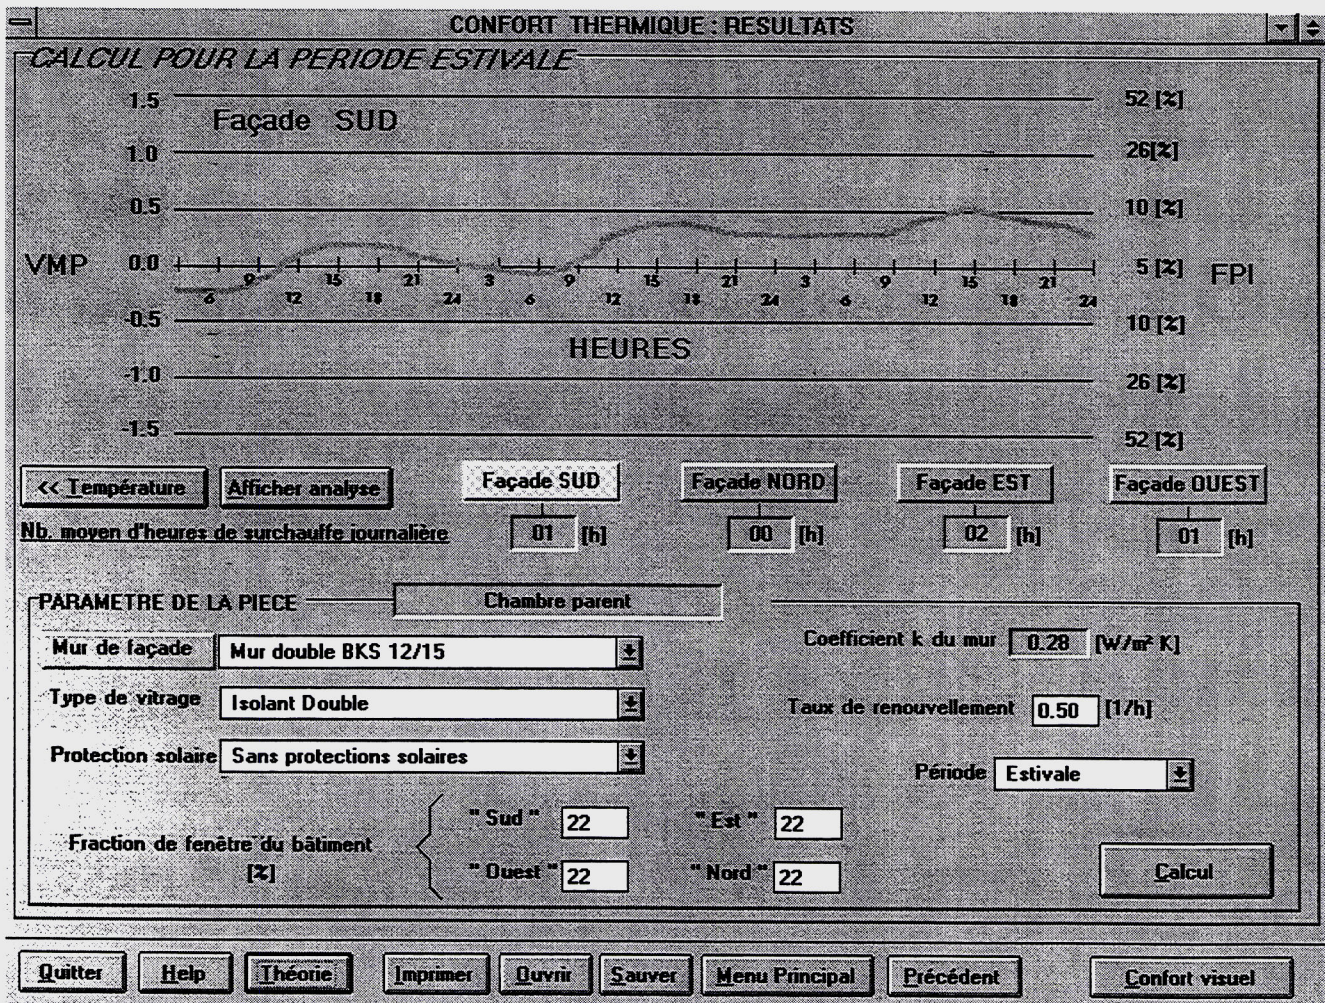 CONFORT THERMIQUE : RESULTATS
CALCUL POUR LA PERIODE ESTIVALE
1.5 52 [%]
Façade SUD
1.0 26[%]
0.5 10 [%]
VMP 0.0 5 [%] FPI
9 15 21 3 9 15 21 3 9 15 21
6 12 18 24 6 12 18 24 6 12 18 24
-0.5 10 [%]
HEURES
-1.0 26 [%]
-1.5 52 [%]
<< Température Afficher analyse Façade SUD Façade NORD Façade EST Façade OUEST
Nb. moyen d'heures de surchauffe journalière 01 [h] 00 [h] 02 [h] 01 [h]
PARAMETRE DE LA PIECE Chambre parent
Mur de façade Mur double BKS 12/15 Coefficient k du mur 0.28 [W/m² K]
Type de vitrage Isolant Double Taux de renouvellement 0.50 [1/h]
Protection solaire Sans protections solaires Période Estivale
Fraction de fenêtre du bâtiment [%] " Sud " 22 " Est " 22
" Ouest " 22 " Nord " 22 Calcul
Quitter Help Théorie Imprimer Ouvrir Sauver Menu Principal Précédent Confort visuel